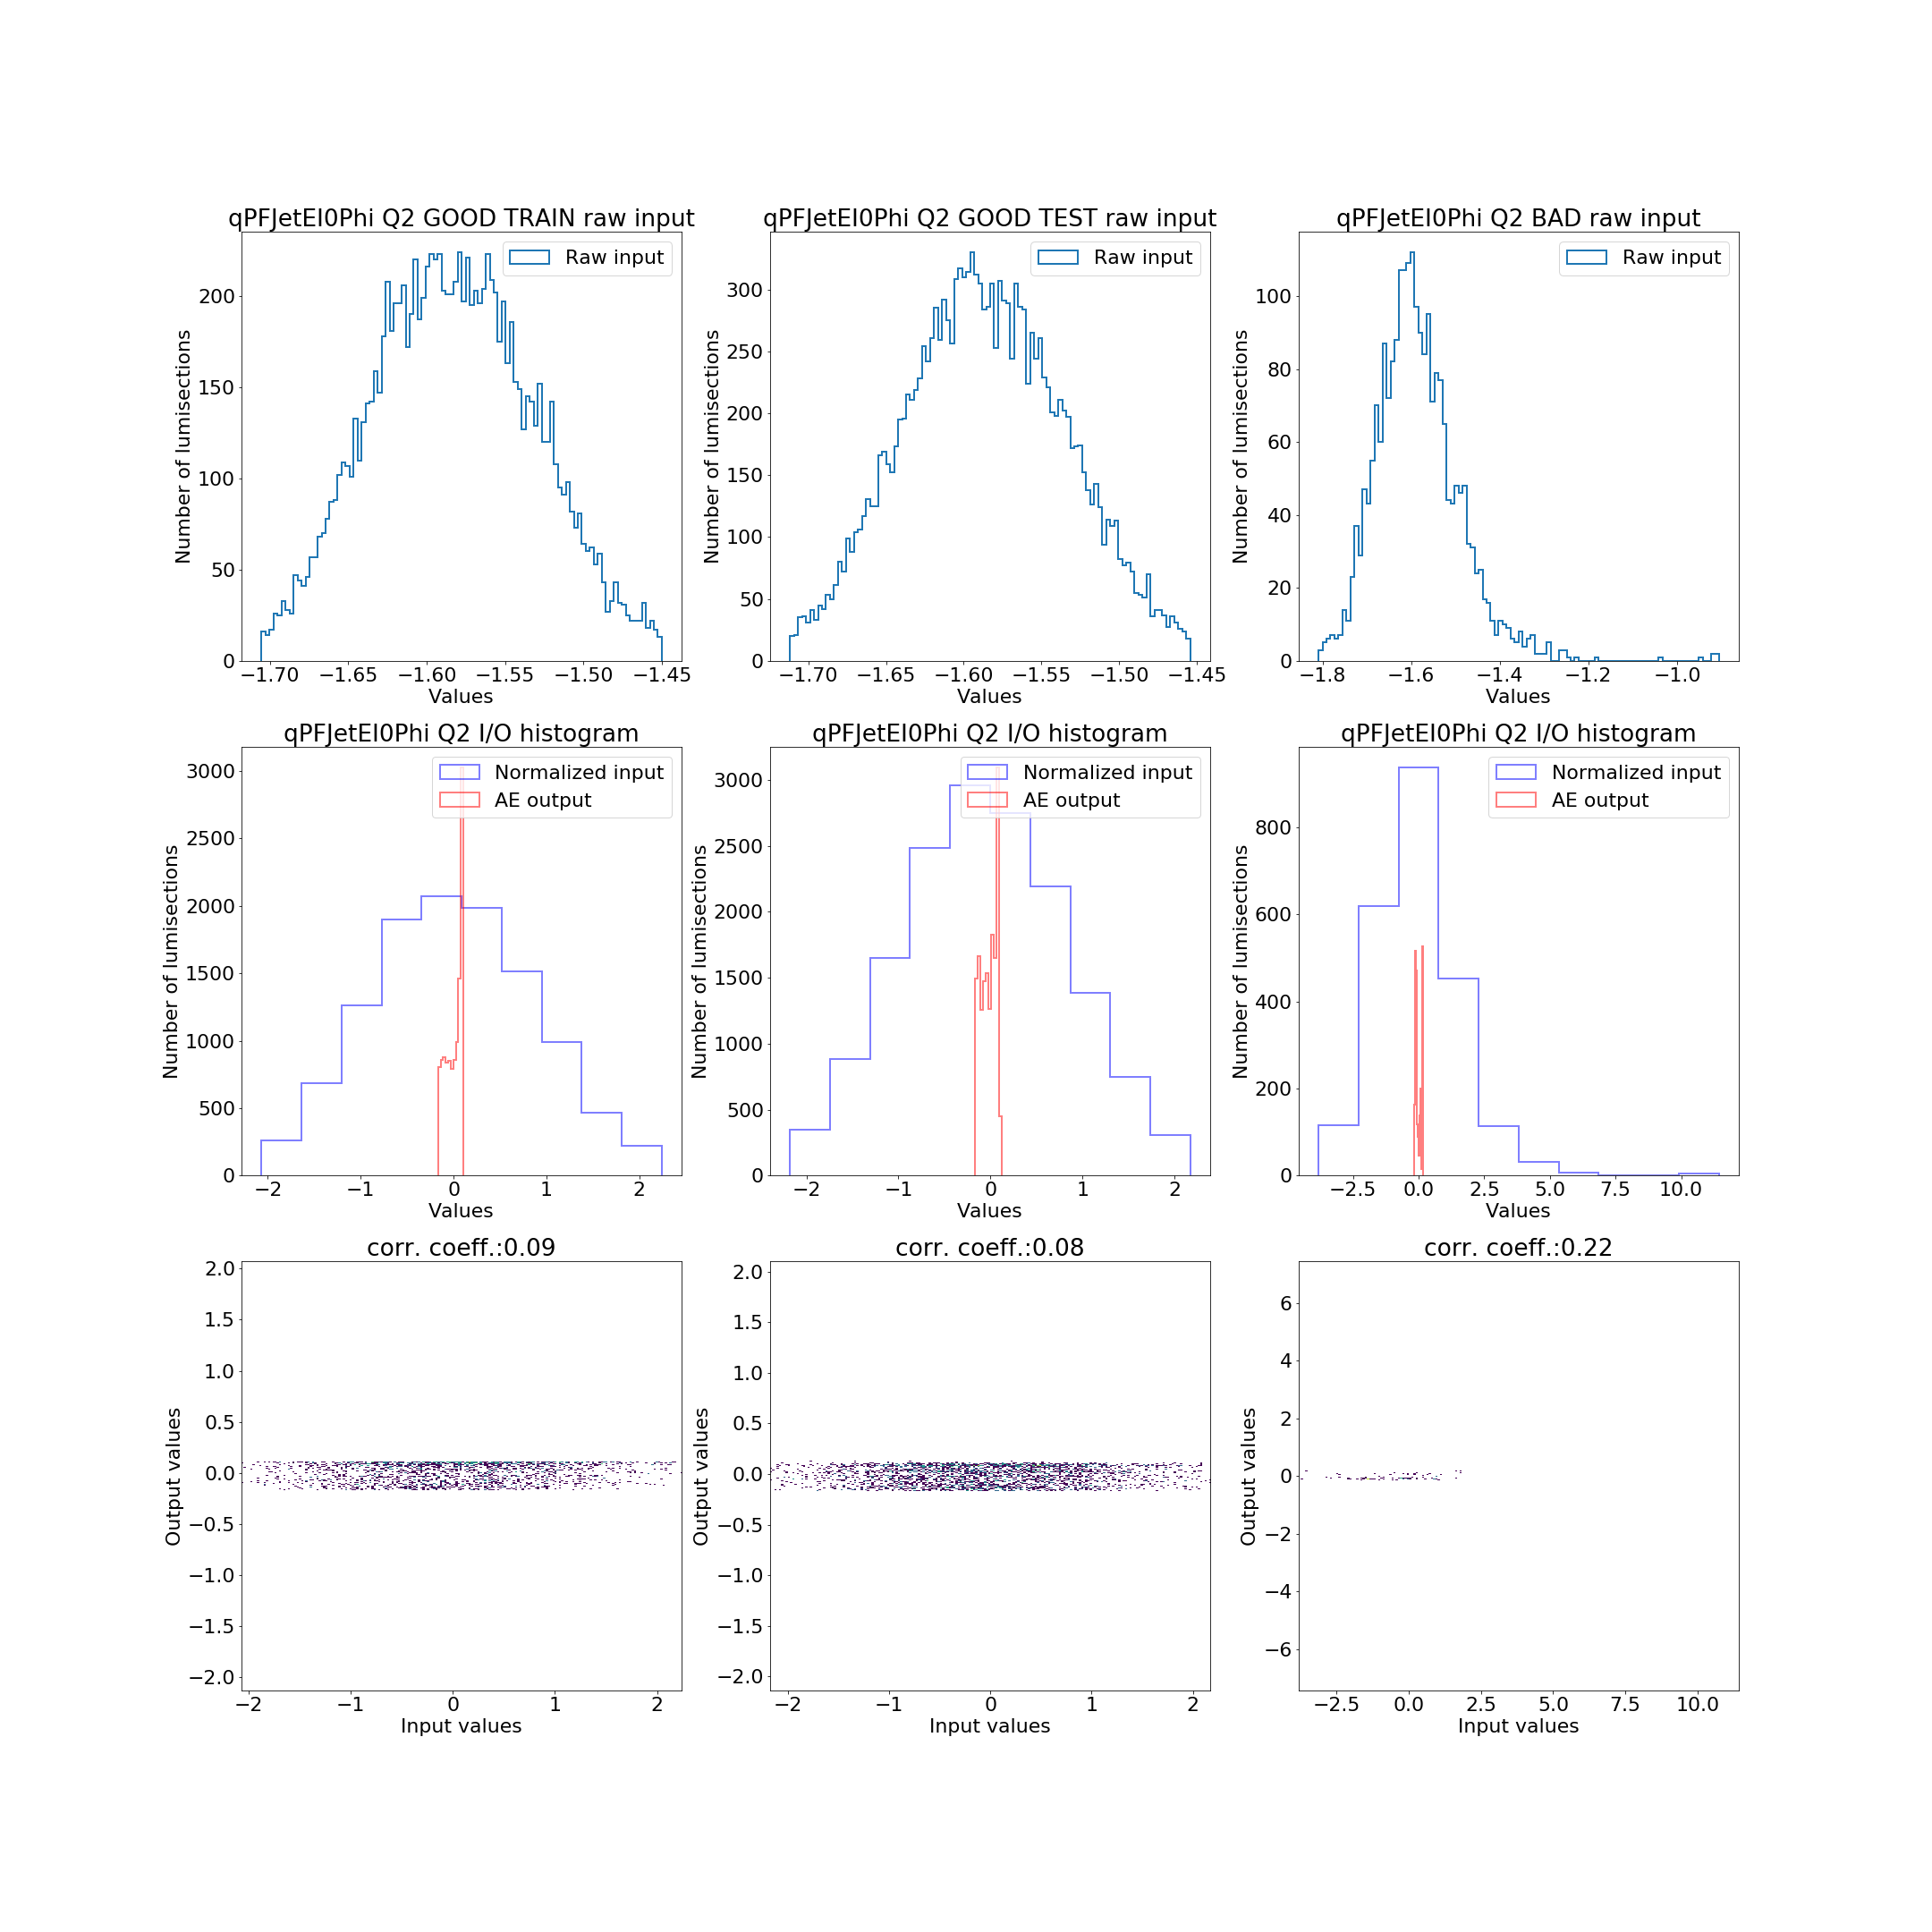 qPFJetEI0Phi Q2 GOOD TRAIN raw input
Raw input
Number of lumisections
200
150
100
50
0
−1.70 −1.65 −1.60 −1.55 −1.50 −1.45
Values
qPFJetEI0Phi Q2 GOOD TEST raw input
Raw input
Number of lumisections
300
250
200
150
100
50
0
−1.70 −1.65 −1.60 −1.55 −1.50 −1.45
Values
qPFJetEI0Phi Q2 BAD raw input
Raw input
Number of lumisections
100
80
60
40
20
0
−1.8 −1.6 −1.4 −1.2 −1.0
Values
qPFJetEI0Phi Q2 I/O histogram
Normalized input
AE output
Number of lumisections
3000
2500
2000
1500
1000
500
0
−2 −1 0 1 2
Values
qPFJetEI0Phi Q2 I/O histogram
Normalized input
AE output
Number of lumisections
3000
2500
2000
1500
1000
500
0
−2 −1 0 1 2
Values
qPFJetEI0Phi Q2 I/O histogram
Normalized input
AE output
Number of lumisections
800
600
400
200
0
−2.5 0.0 2.5 5.0 7.5 10.0
Values
corr. coeff.:0.09
Output values
2.0
1.5
1.0
0.5
0.0
−0.5
−1.0
−1.5
−2.0
−2 −1 0 1 2
Input values
corr. coeff.:0.08
Output values
2.0
1.5
1.0
0.5
0.0
−0.5
−1.0
−1.5
−2.0
−2 −1 0 1 2
Input values
corr. coeff.:0.22
Output values
6
4
2
0
−2
−4
−6
−2.5 0.0 2.5 5.0 7.5 10.0
Input values